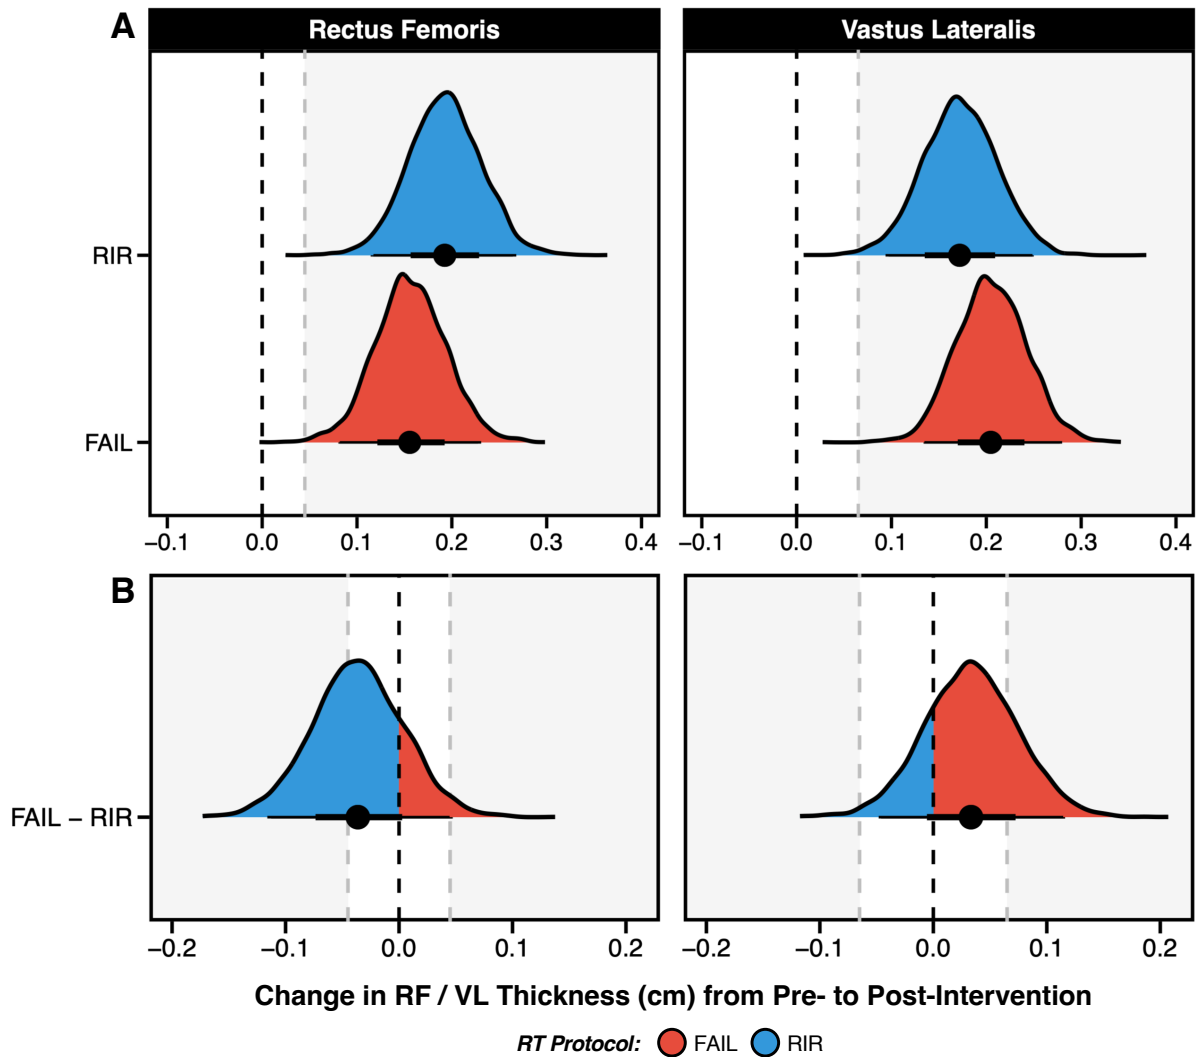 A
Rectus Femoris
Vastus Lateralis
RIR
FAIL
−0.1 0.0 0.1 0.2 0.3 0.4
−0.1 0.0 0.1 0.2 0.3 0.4
B
FAIL − RIR
−0.2 −0.1 0.0 0.1 0.2
−0.2 −0.1 0.0 0.1 0.2
Change in RF / VL Thickness (cm) from Pre- to Post-Intervention
RT Protocol: FAIL RIR